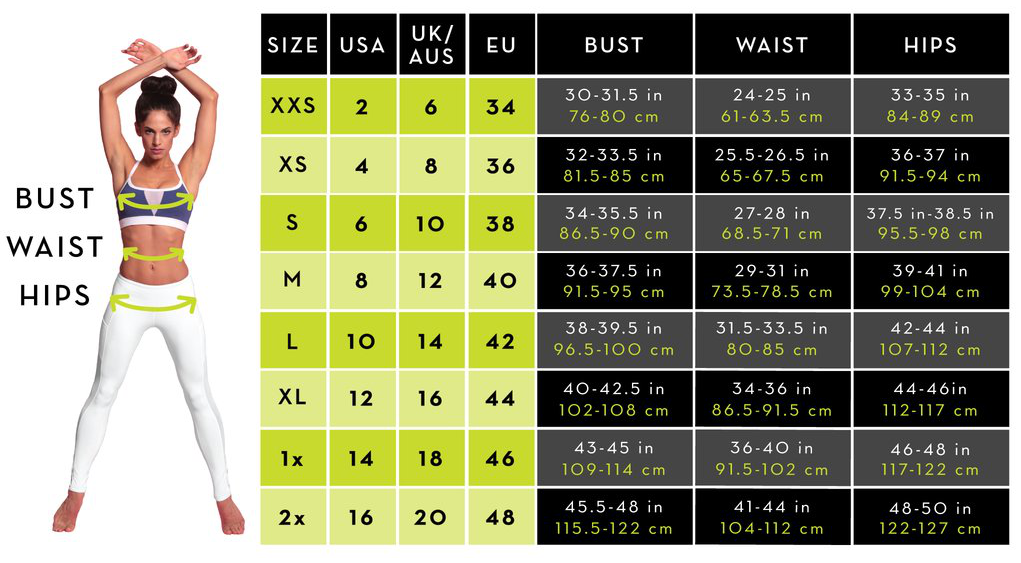 SIZE USA UK/ AUS EU BUST WAIST HIPS
XXS 2 6 34 30-31.5 in 24-25 in 33-35 in
76-80 cm 61-63.5 cm 84-89 cm
XS 4 8 36 32-33.5 in 25.5-26.5 in 36-37 in
81.5-85 cm 65-67.5 cm 91.5-94 cm
S 6 10 38 34-35.5 in 27-28 in 37.5 in-38.5 in
86.5-90 cm 68.5-71 cm 95.5-98 cm
M 8 12 40 36-37.5 in 29-31 in 39-41 in
91.5-95 cm 73.5-78.5 cm 99-104 cm
L 10 14 42 38-39.5 in 31.5-33.5 in 42-44 in
96.5-100 cm 80-85 cm 107-112 cm
XL 12 16 44 40-42.5 in 34-36 in 44-46in
102-108 cm 86.5-91.5 cm 112-117 cm
1x 14 18 46 43-45 in 36-40 in 46-48 in
109-114 cm 91.5-102 cm 117-122 cm
2x 16 20 48 45.5-48 in 41-44 in 48-50 in
115.5-122 cm 104-112 cm 122-127 cm
BUST
WAIST
HIPS